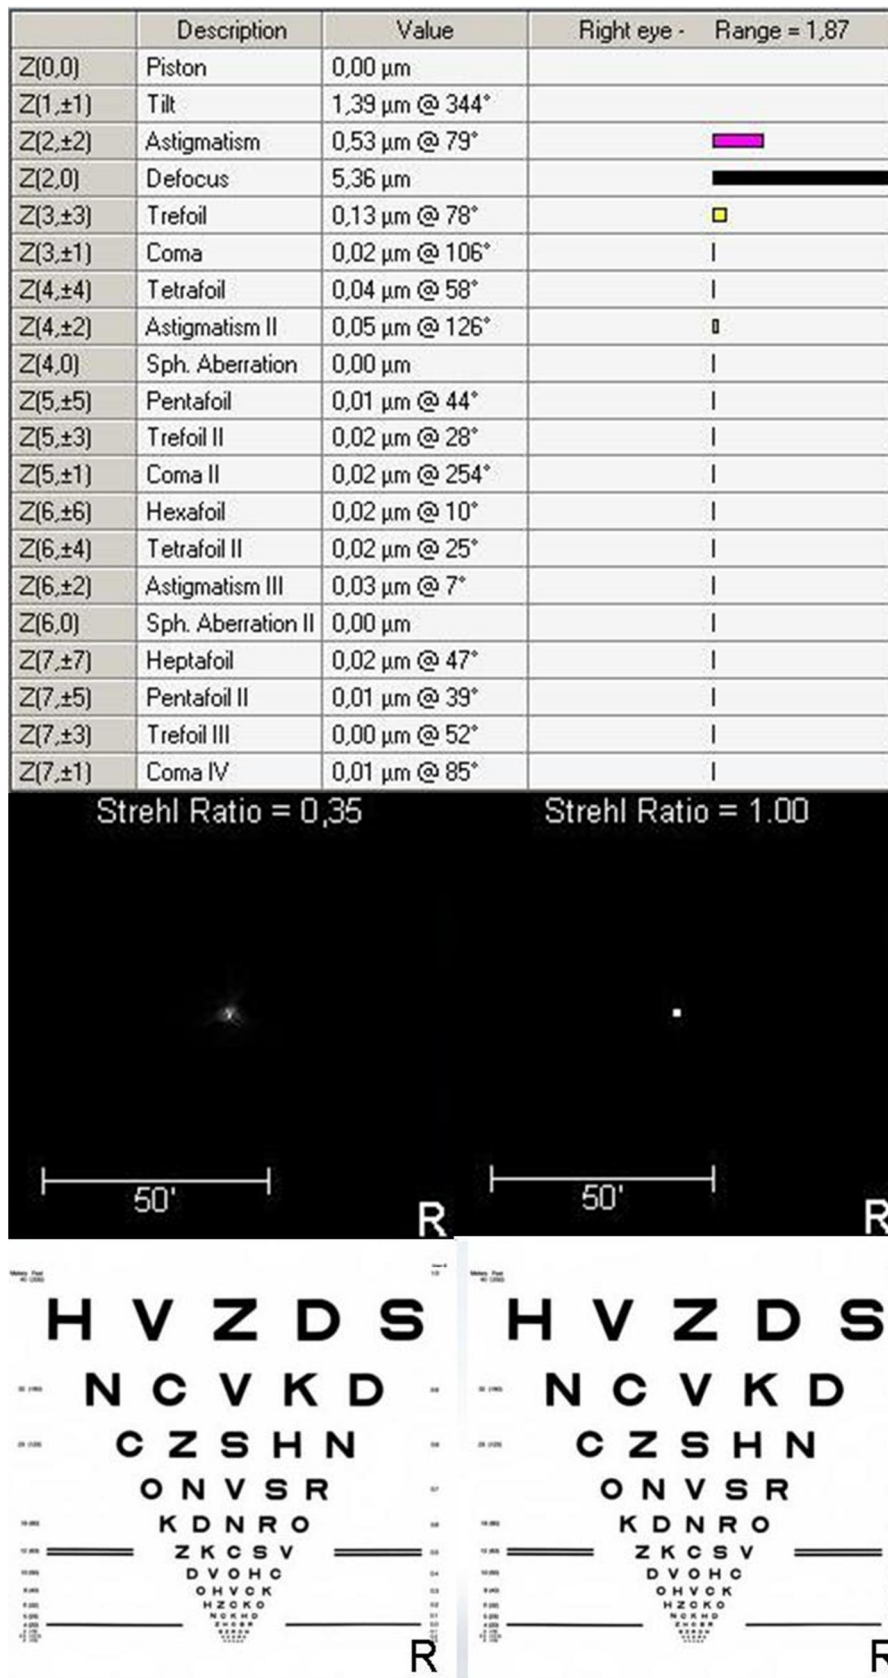 Description Value Right eye - Range = 1,87
Z(0,0) Piston 0,00 µm
Z(1,±1) Tilt 1,39 µm @ 344°
Z(2,±2) Astigmatism 0,53 µm @ 79°
Z(2,0) Defocus 5,36 µm
Z(3,±3) Trefoil 0,13 µm @ 78°
Z(3,±1) Coma 0,02 µm @ 106°
Z(4,±4) Tetrafoil 0,04 µm @ 58°
Z(4,±2) Astigmatism II 0,05 µm @ 126°
Z(4,0) Sph. Aberration 0,00 µm
Z(5,±5) Pentafoil 0,01 µm @ 44°
Z(5,±3) Trefoil II 0,02 µm @ 28°
Z(5,±1) Coma II 0,02 µm @ 254°
Z(6,±6) Hexafoil 0,02 µm @ 10°
Z(6,±4) Tetrafoil II 0,02 µm @ 25°
Z(6,±2) Astigmatism III 0,03 µm @ 7°
Z(6,0) Sph. Aberration II 0,00 µm
Z(7,±7) Heptafoil 0,02 µm @ 47°
Z(7,±5) Pentafoil II 0,01 µm @ 39°
Z(7,±3) Trefoil III 0,00 µm @ 52°
Z(7,±1) Coma IV 0,01 µm @ 85°
Strehl Ratio = 0,35 Strehl Ratio = 1.00
50' 50'
R R
H V Z D S H V Z D S
N C V K D N C V K D
C Z S H N C Z S H N
O N V S R O N V S R
K D N R O K D N R O
Z K C S V Z K C S V
D V O H C D V O H C
O H V C K O H V C K
H Z C K O H Z C K O
N C K H D N C K H D
R R